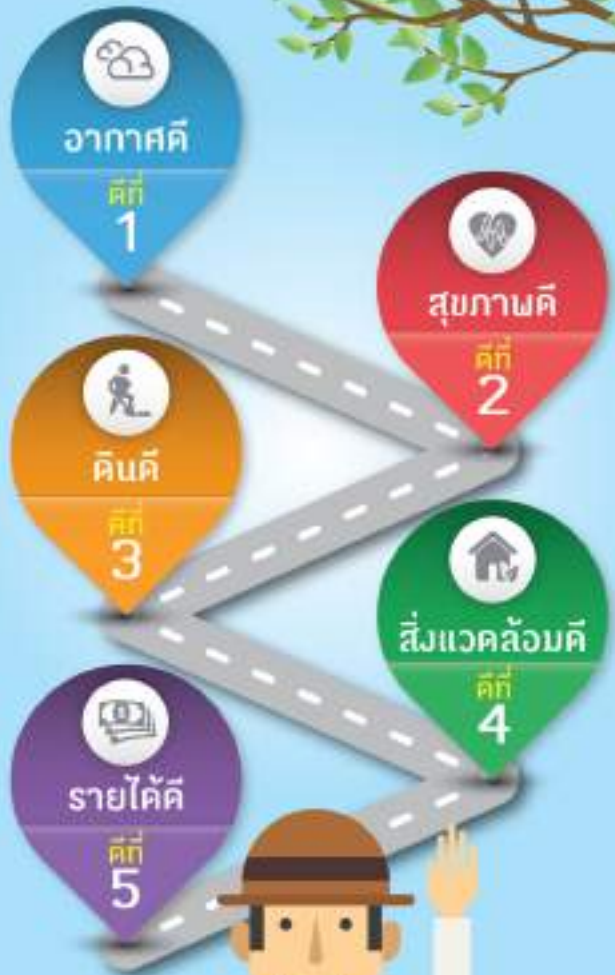 อากาศดี
ดีที่
1
สุขภาพดี
ดีที่
2
ดินดี
ดีที่
3
สิ่งแวดล้อมดี
ดีที่
4
รายได้ดี
ดีที่
5